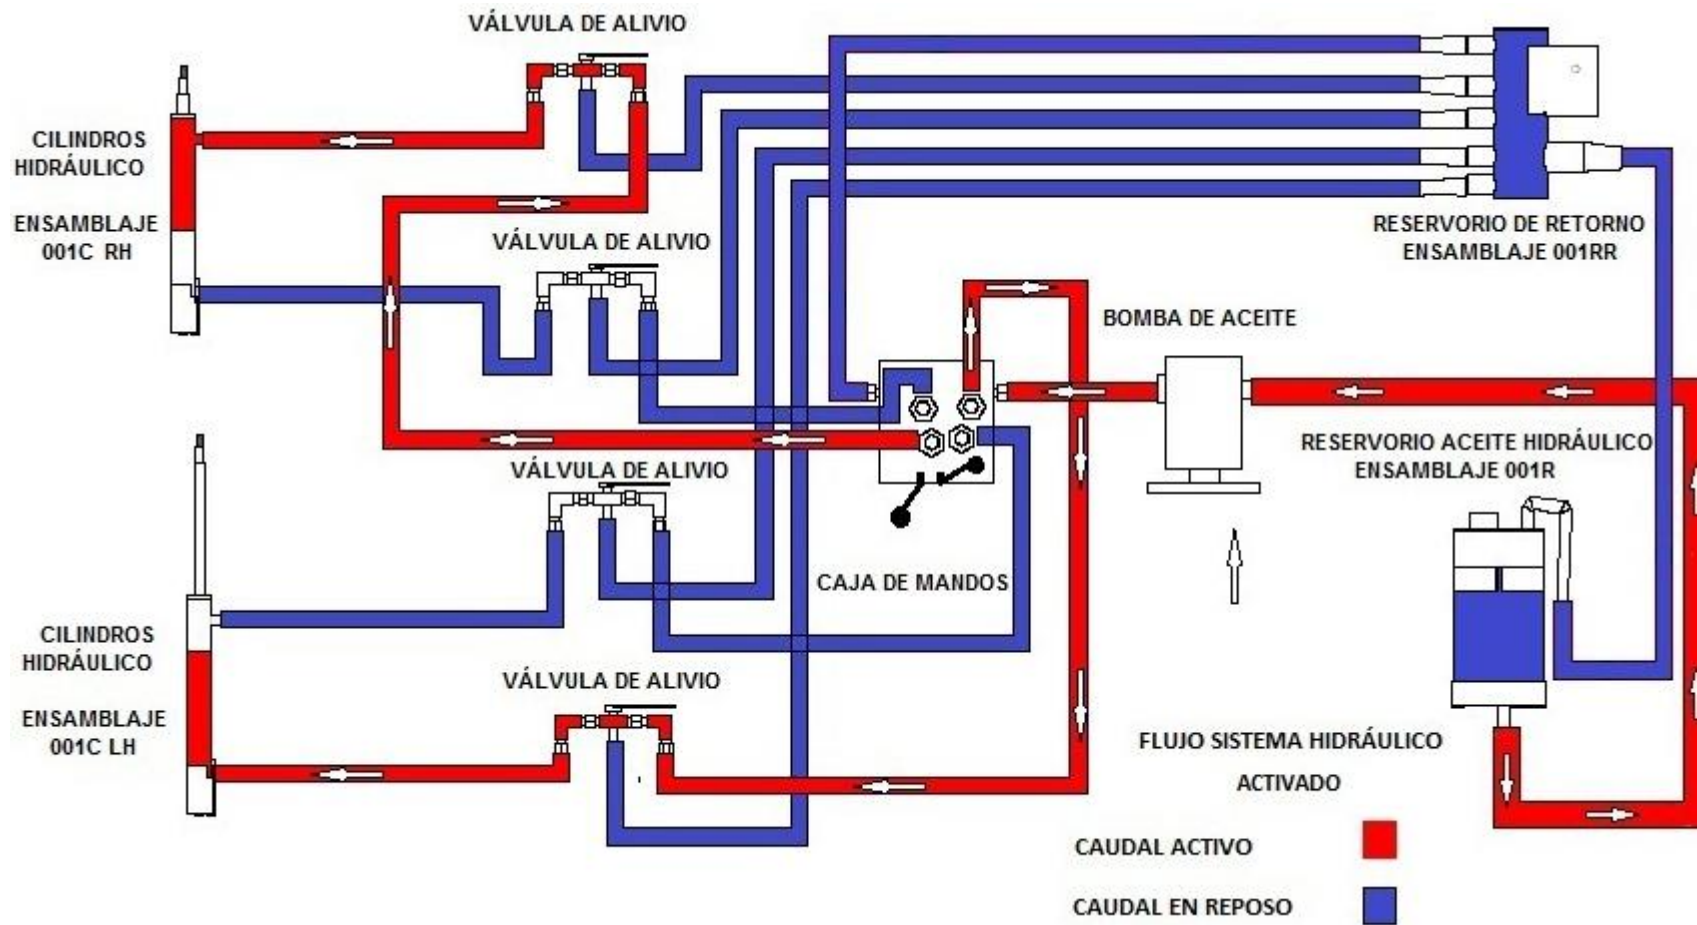 VÁLVULA DE ALIVIO
CILINDROS
HIDRÁULICO
ENSAMBLAJE
001C RH
VÁLVULA DE ALIVIO
RESERVORIO DE RETORNO
ENSAMBLAJE 001RR
BOMBA DE ACEITE
RESERVORIO ACEITE HIDRÁULICO
ENSAMBLAJE 001R
VÁLVULA DE ALIVIO
CAJA DE MANDOS
CILINDROS
HIDRÁULICO
ENSAMBLAJE
001C LH
VÁLVULA DE ALIVIO
FLUJO SISTEMA HIDRÁULICO
ACTIVADO
CAUDAL ACTIVO
CAUDAL EN REPOSO